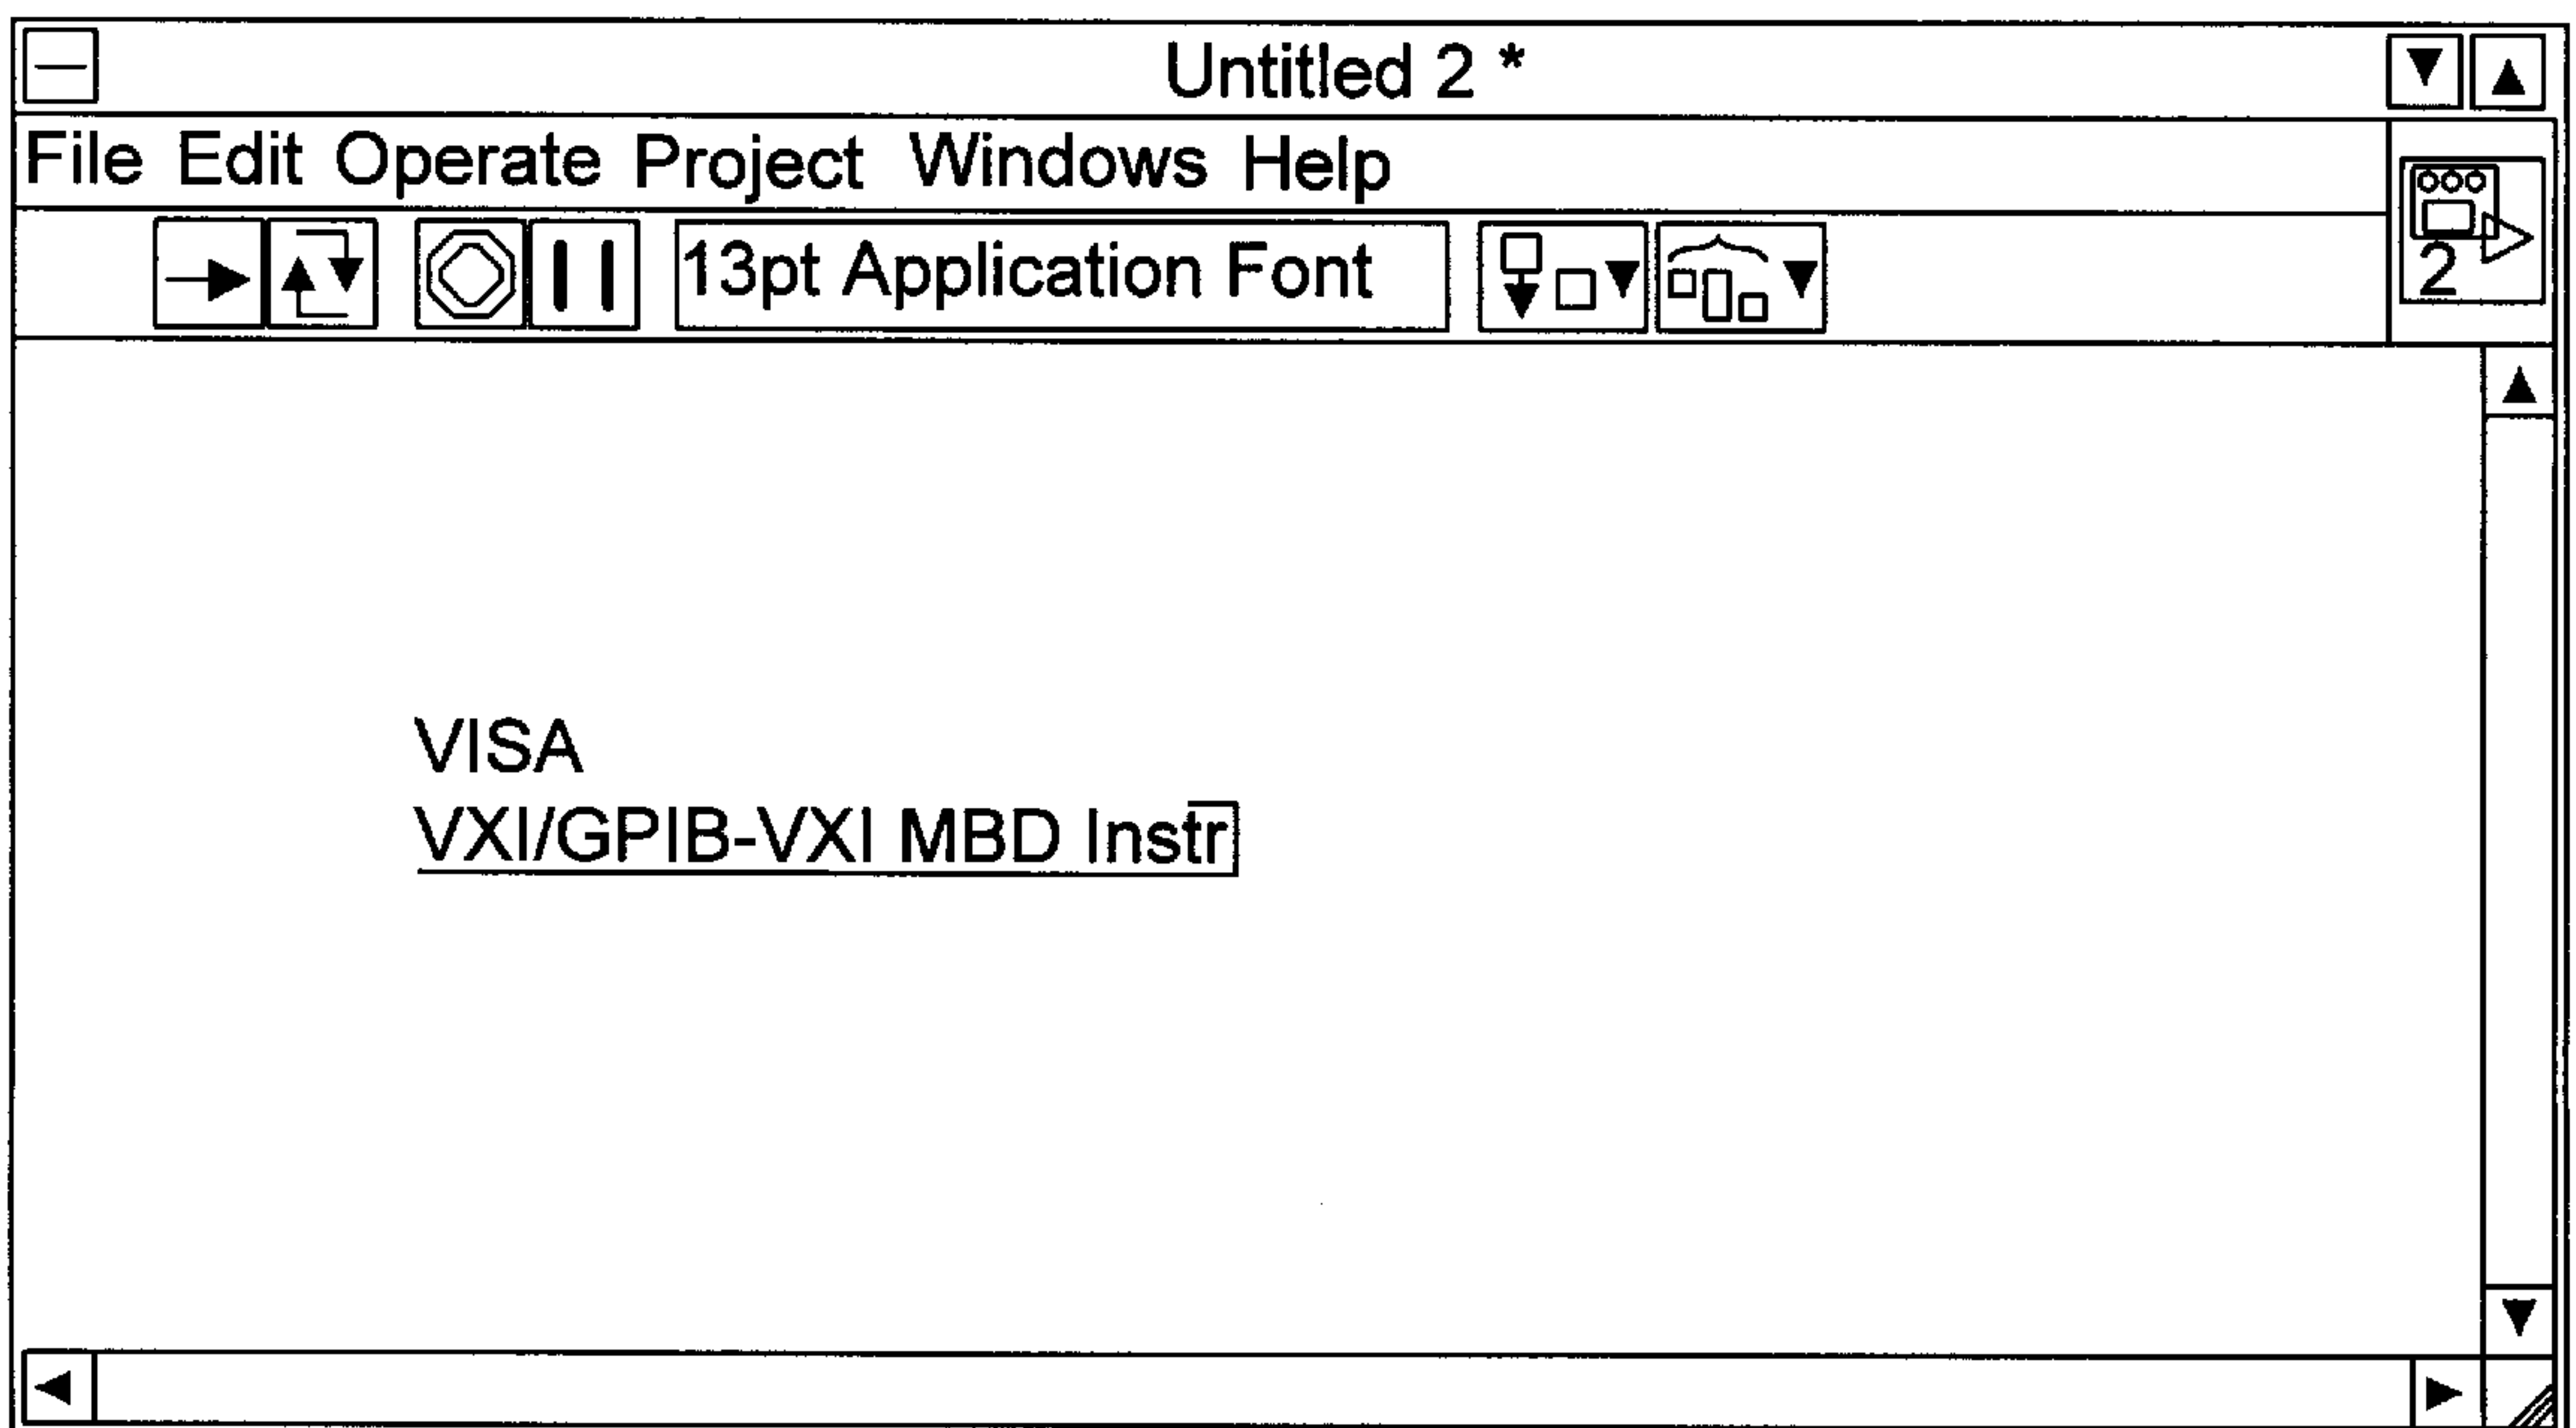 Untitled 2 *
File Edit Operate Project Windows Help
13pt Application Font
2
VISA
VXI/GPIB-VXI MBD Instr